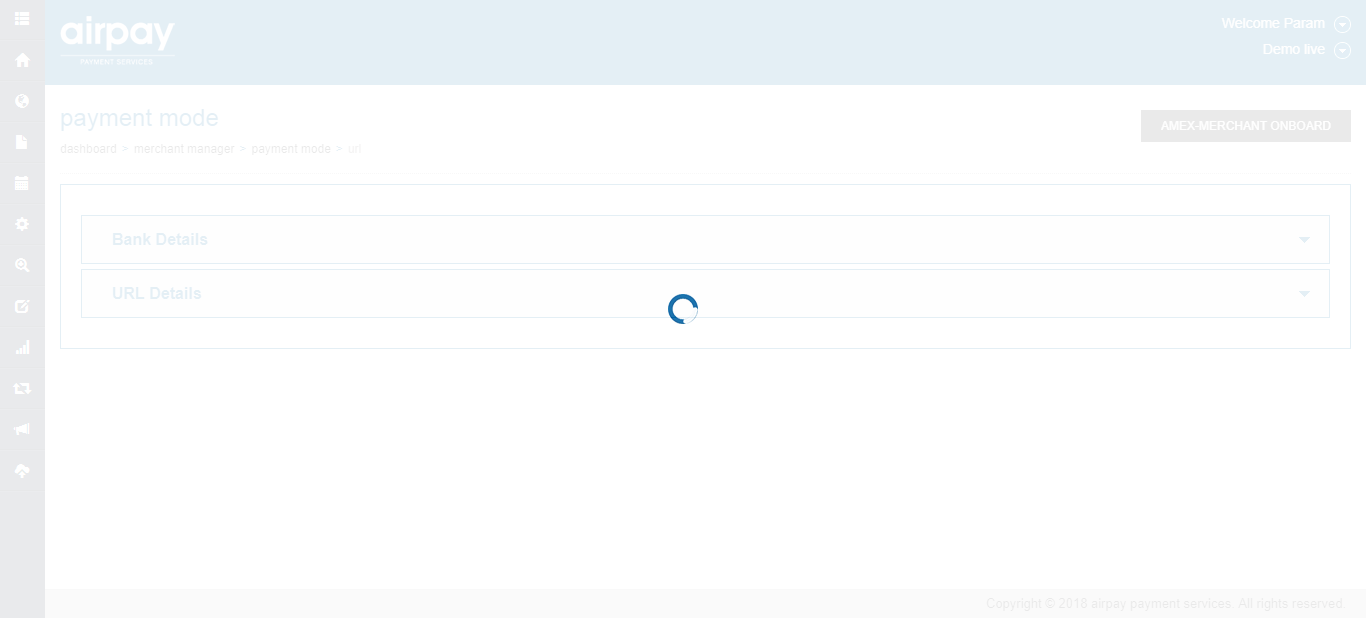 airpay
PAYMENT SERVICES
Welcome Param
Demo live
payment mode
AMEX-MERCHANT ONBOARD
dashboard > merchant manager > payment mode > url
Bank Details
URL Details
Copyright © 2018 airpay payment services. All rights reserved